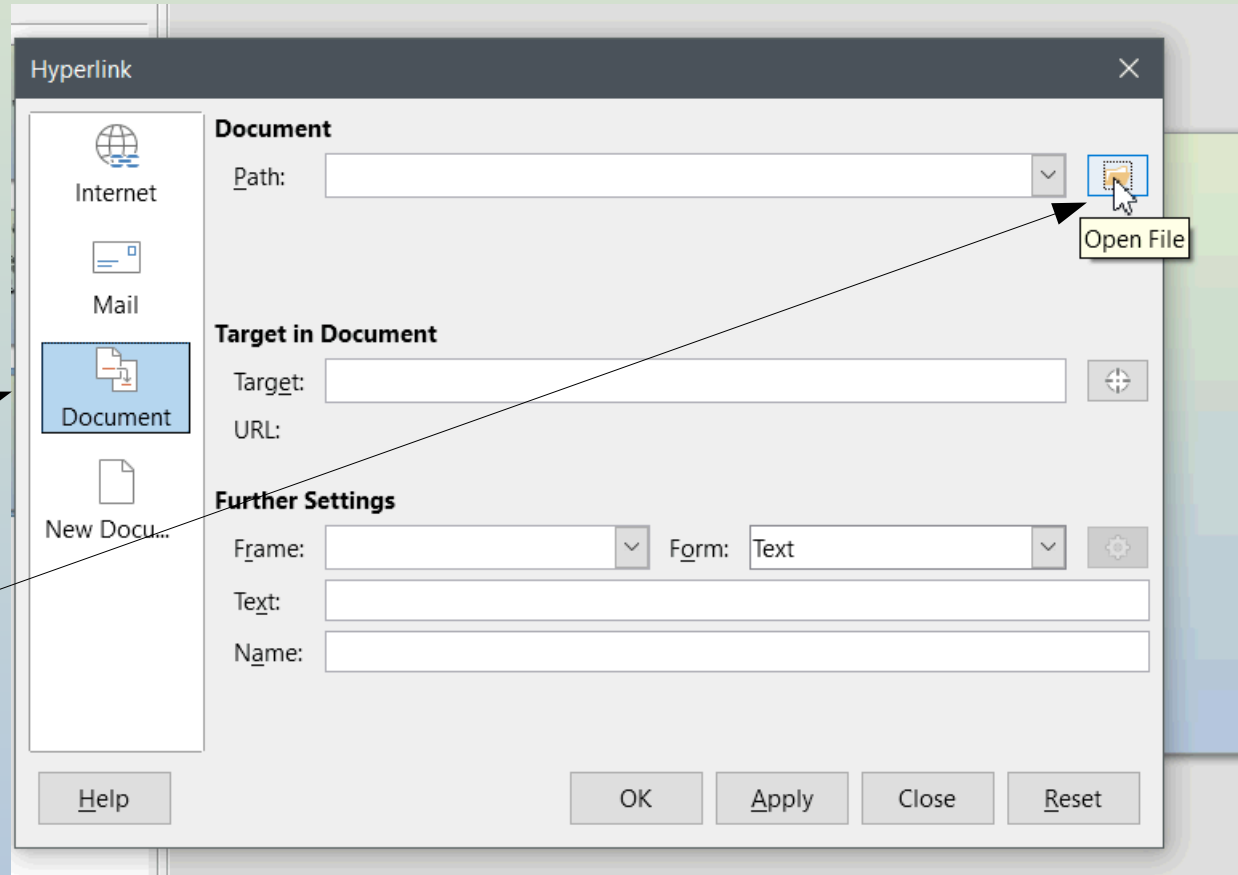 Hyperlink
Internet
Mail
Document
New Docu...
Document
Path:
Open File
Target in Document
Target:
URL:
Further Settings
Frame:
Form: Text
Text:
Name:
Help
OK
Apply
Close
Reset